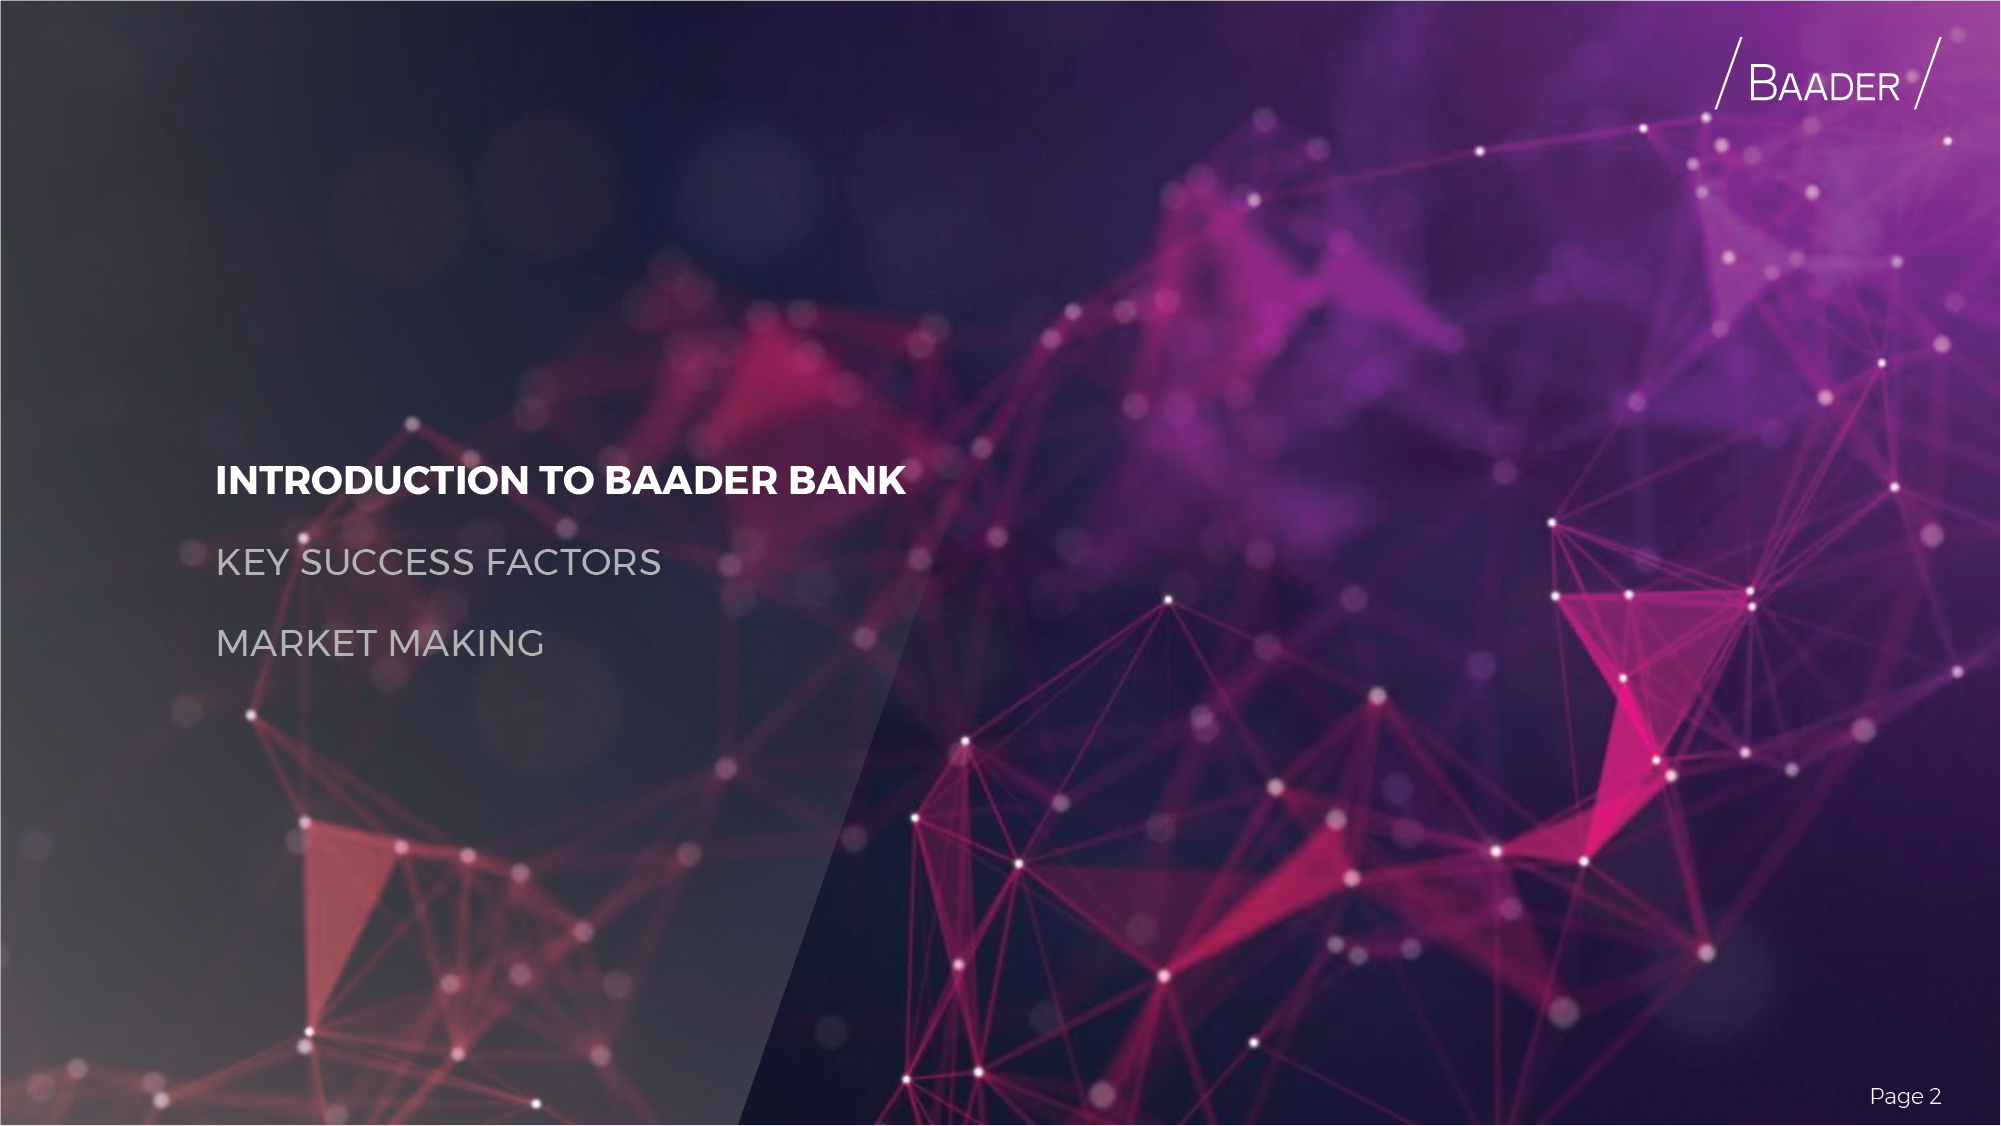 BAADER
INTRODUCTION TO BAADER BANK
KEY SUCCESS FACTORS
MARKET MAKING
Page 2